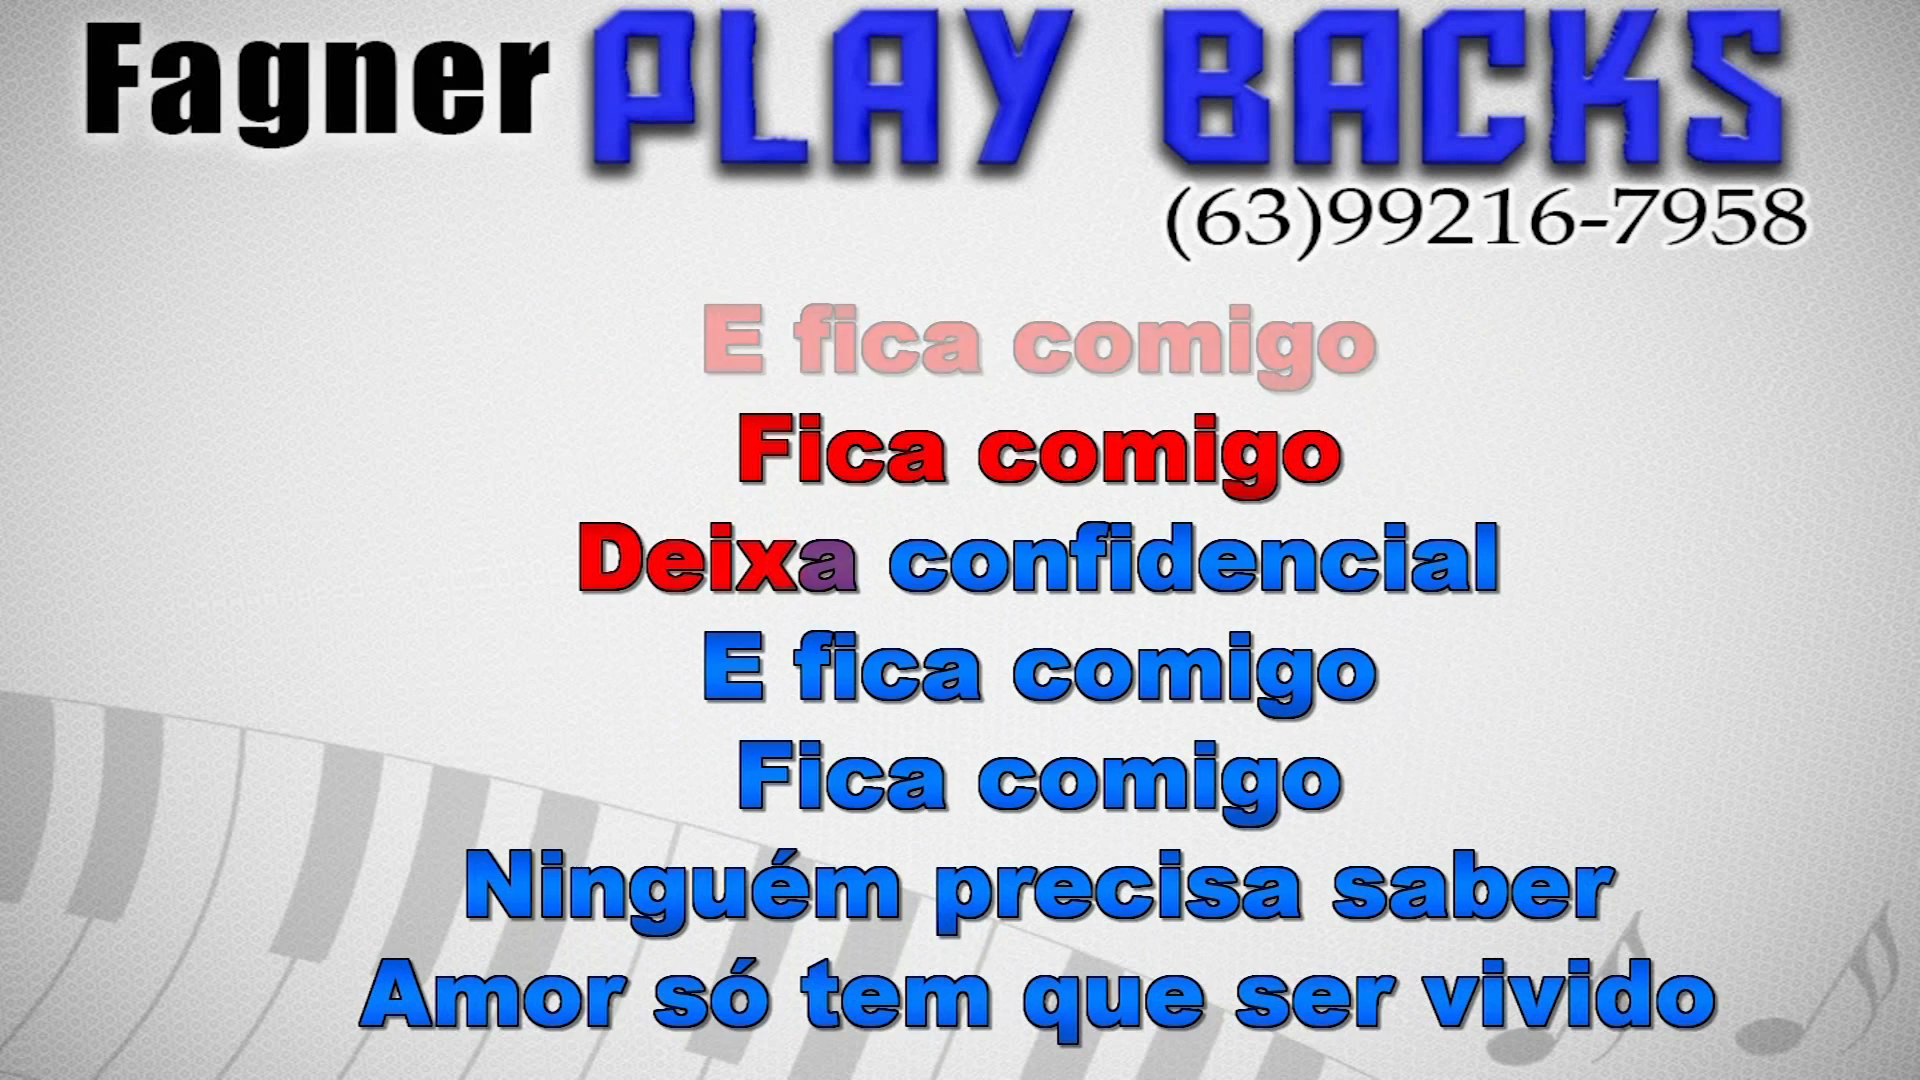 Fagner PLAY BACKS
(63)99216-7958
E fica comigo
Fica comigo
Deixa confidencial
E fica comigo
Fica comigo
Ninguém precisa saber
Amor só tem que ser vivido